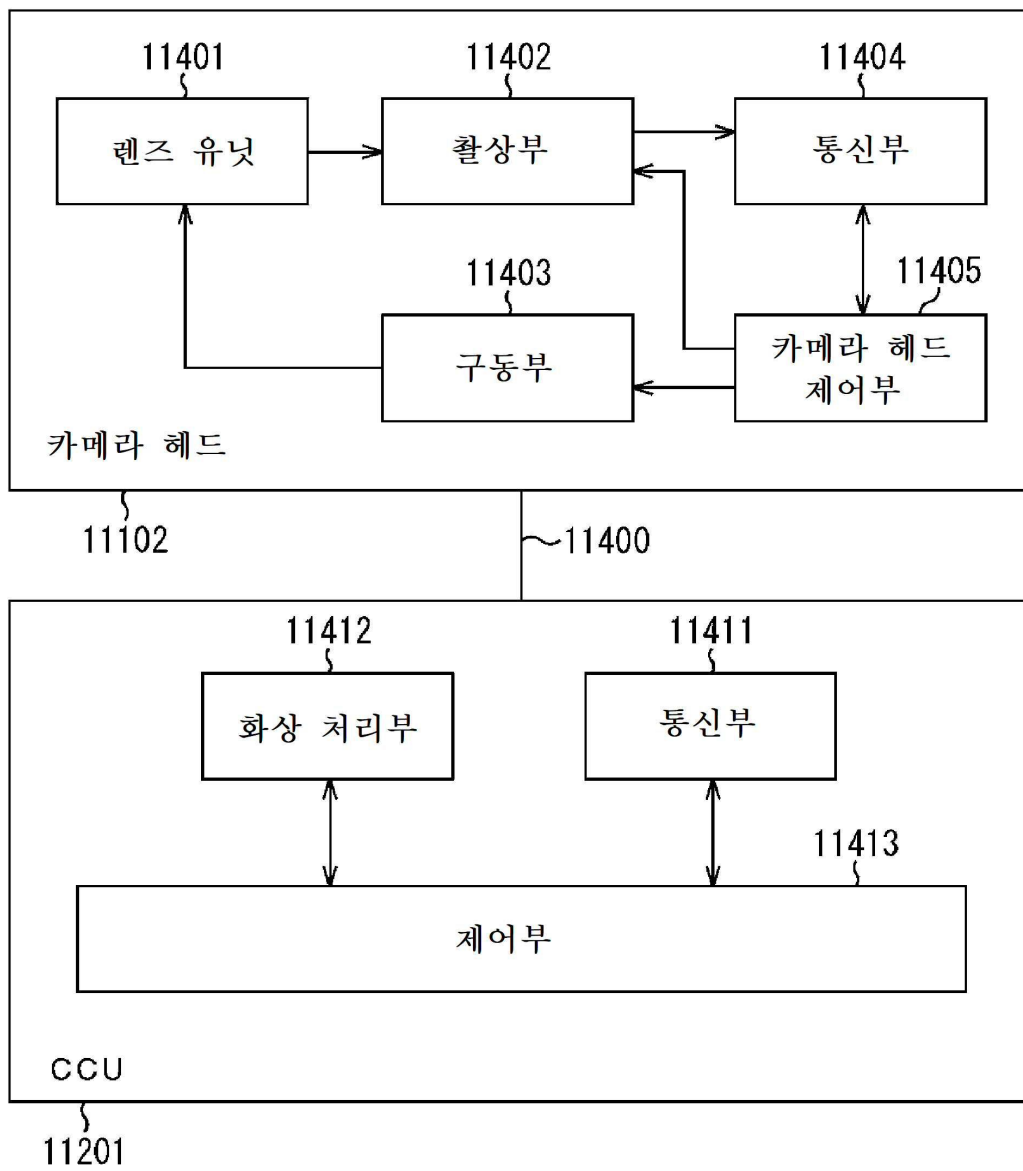 11401
11402
11404
렌즈 유닛
촬상부
통신부
11403
11405
구동부
카메라 헤드
제어부
카메라 헤드
11102
11400
11412
11411
화상 처리부
통신부
11413
제어부
CCU
11201